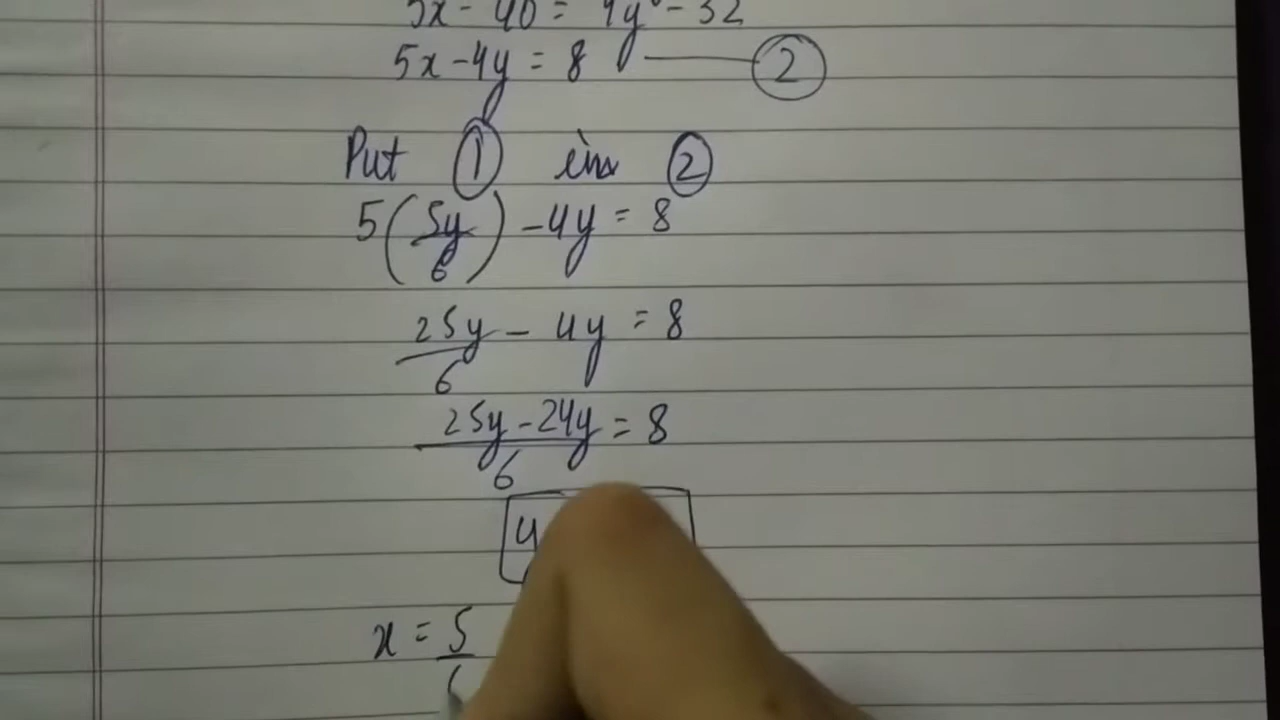 5x - 40 = 4y - 32
5x - 4y = 8 ② 
Put ① in ②
5(5y/6) - 4y = 8
25y/6 - 4y = 8
25y - 24y/6 = 8
y
x = 5